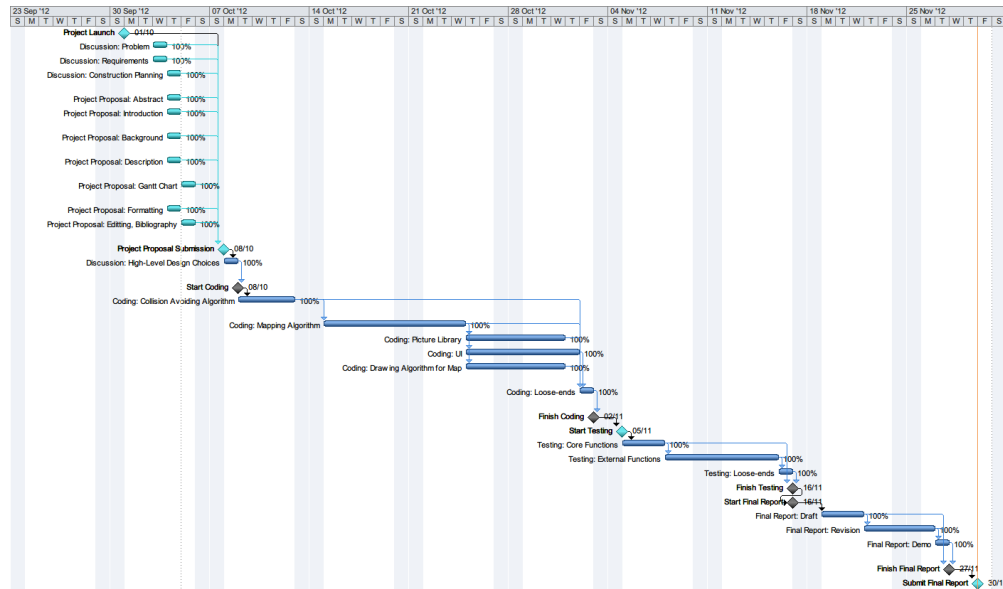 23 Sep '12 30 Sep '12 07 Oct '12 14 Oct '12 21 Oct '12 28 Oct '12 04 Nov '12 11 Nov '12 18 Nov '12 25 Nov '12
S M T W T F S S M T W T F S S M T W T F S S M T W T F S S M T W T F S S M T W T F S S M T W T F S S M T W T F S S M T W T F S S M T W T F S
Project Launch 01/10
Discussion: Problem 100%
Discussion: Requirements 100%
Discussion: Construction Planning 100%
Project Proposal: Abstract 100%
Project Proposal: Introduction 100%
Project Proposal: Background 100%
Project Proposal: Description 100%
Project Proposal: Gantt Chart 100%
Project Proposal: Formatting 100%
Project Proposal: Editting, Bibliography 100%
Project Proposal Submission 08/10
Discussion: High-Level Design Choices 100%
Start Coding 08/10
Coding: Collision Avoiding Algorithm 100%
Coding: Mapping Algorithm 100%
Coding: Picture Library 100%
Coding: UI 100%
Coding: Drawing Algorithm for Map 100%
Coding: Loose-ends 100%
Finish Coding 02/11
Start Testing 05/11
Testing: Core Functions 100%
Testing: External Functions 100%
Testing: Loose-ends 100%
Finish Testing 16/11
Start Final Report 16/11
Final Report: Draft 100%
Final Report: Revision 100%
Final Report: Demo 100%
Finish Final Report 27/11
Submit Final Report 30/1